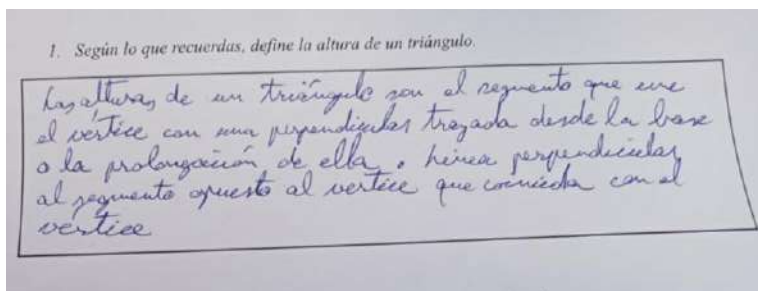 1. Según lo que recuerdas, define la altura de un triángulo.
Las alturas de un triángulo son el segmento que une
el vértice con una perpendicular trazada desde la base
o la prolongación de ella. Línea perpendicular
al segmento opuesto al vertice que coincida con el
vertice